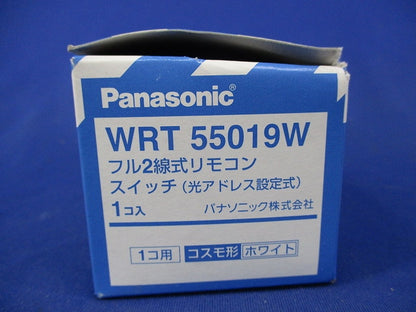 Panasonic®
WRT 55019W
フル2線式リモコン
スイッチ（光アドレス設定式）
1コ入 パナソニック株式会社
1コ用 コスモ形 ホワイト